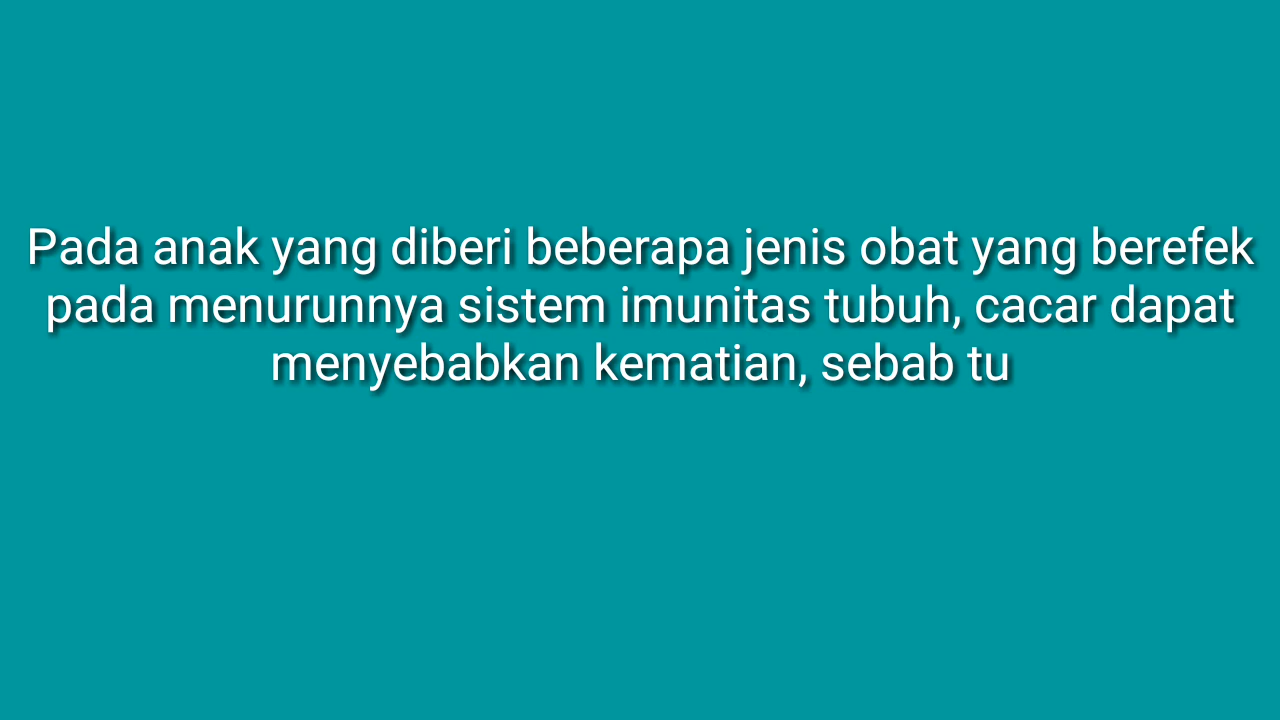 Pada anak yang diberi beberapa jenis obat yang berefek
pada menurunnya sistem imunitas tubuh, cacar dapat
menyebabkan kematian, sebab tu